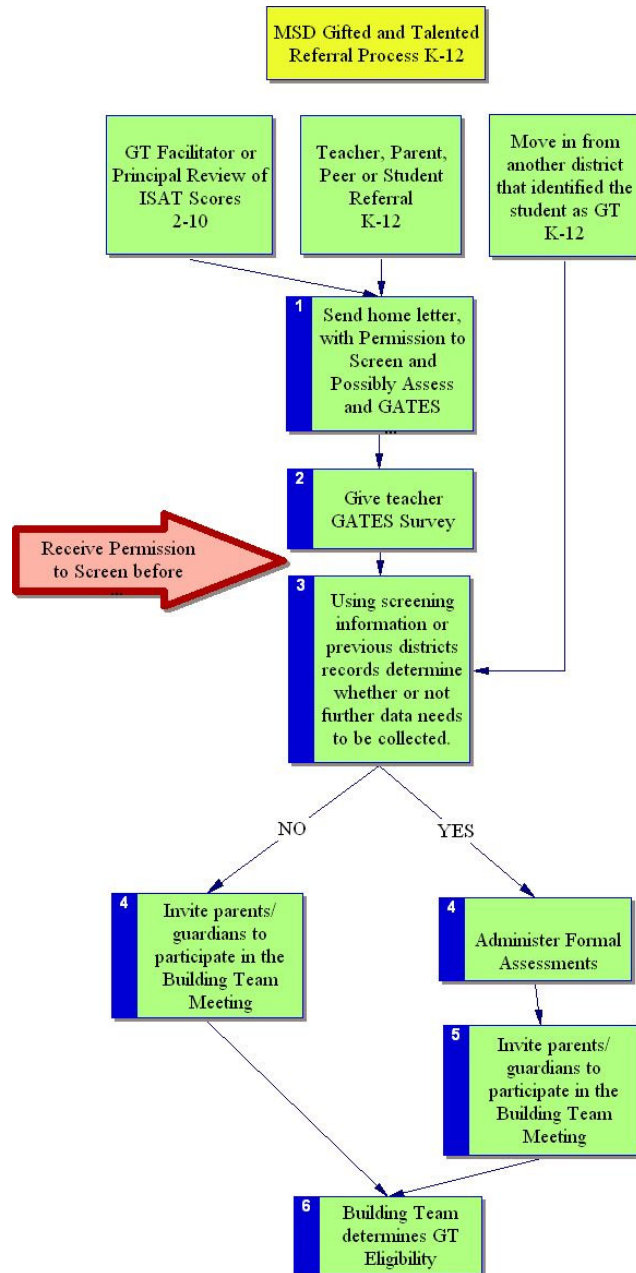 MSD Gifted and Talented
Referral Process K-12
GT Facilitator or
Principal Review of
ISAT Scores
2-10
Teacher, Parent,
Peer or Student
Referral
K-12
Move in from
another district
that identified the
student as GT
K-12
1
Send home letter,
with Permission to
Screen and
Possibly Assess
and GATES
...
2
Give teacher
GATES Survey
Receive Permission
to Screen before
...
3
Using screening
information or
previous districts
records determine
whether or not
further data needs
to be collected.
NO
YES
4
Invite parents/
guardians to
participate in the
Building Team
Meeting
4
Administer Formal
Assessments
5
Invite parents/
guardians to
participate in the
Building Team
Meeting
6
Building Team
determines GT
Eligibility